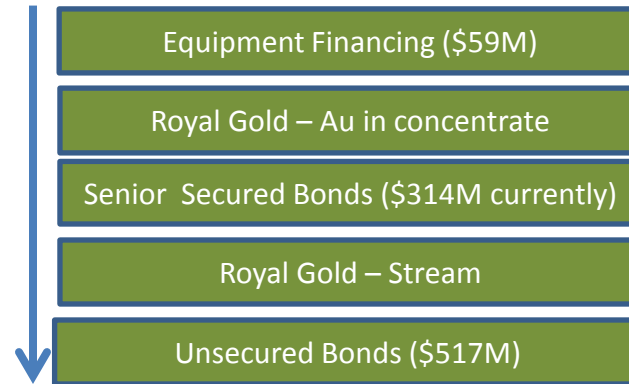 Equipment Financing ($59M)
Royal Gold – Au in concentrate
Senior Secured Bonds ($314M currently)
Royal Gold – Stream
Unsecured Bonds ($517M)